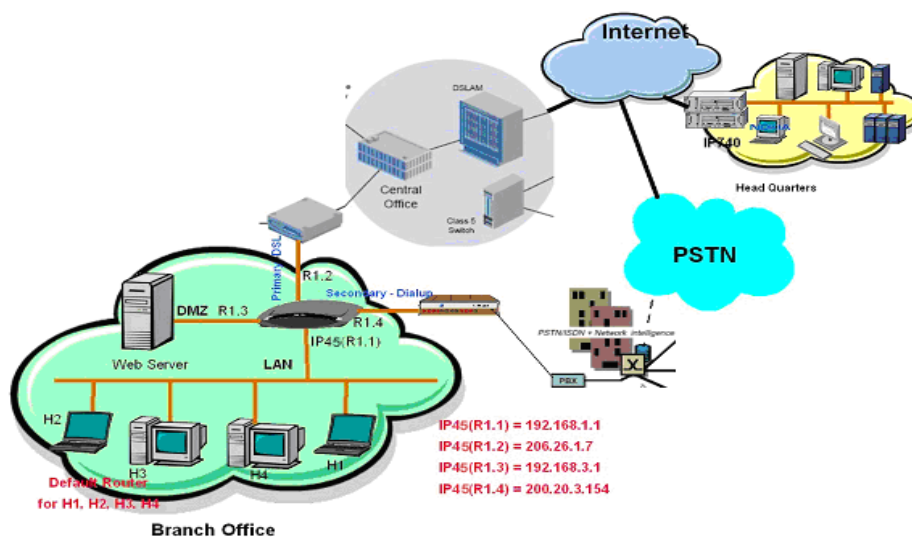 Internet
DSLAM
IP740
Head Quarters
Central
Office
Class 5
Switch
PSTN
Primary-DSL
R1.2
Secondary - Dialup
DMZ R1.3
R1.4
IP45(R1.1)
Web Server
LAN
PSTN/ISDN + Network intelligence
PBX
X
H2
H3
H4
H1
Default Router
for H1, H2, H3, H4
IP45(R1.1) = 192.168.1.1
IP45(R1.2) = 206.26.1.7
IP45(R1.3) = 192.168.3.1
IP45(R1.4) = 200.20.3.154
Branch Office